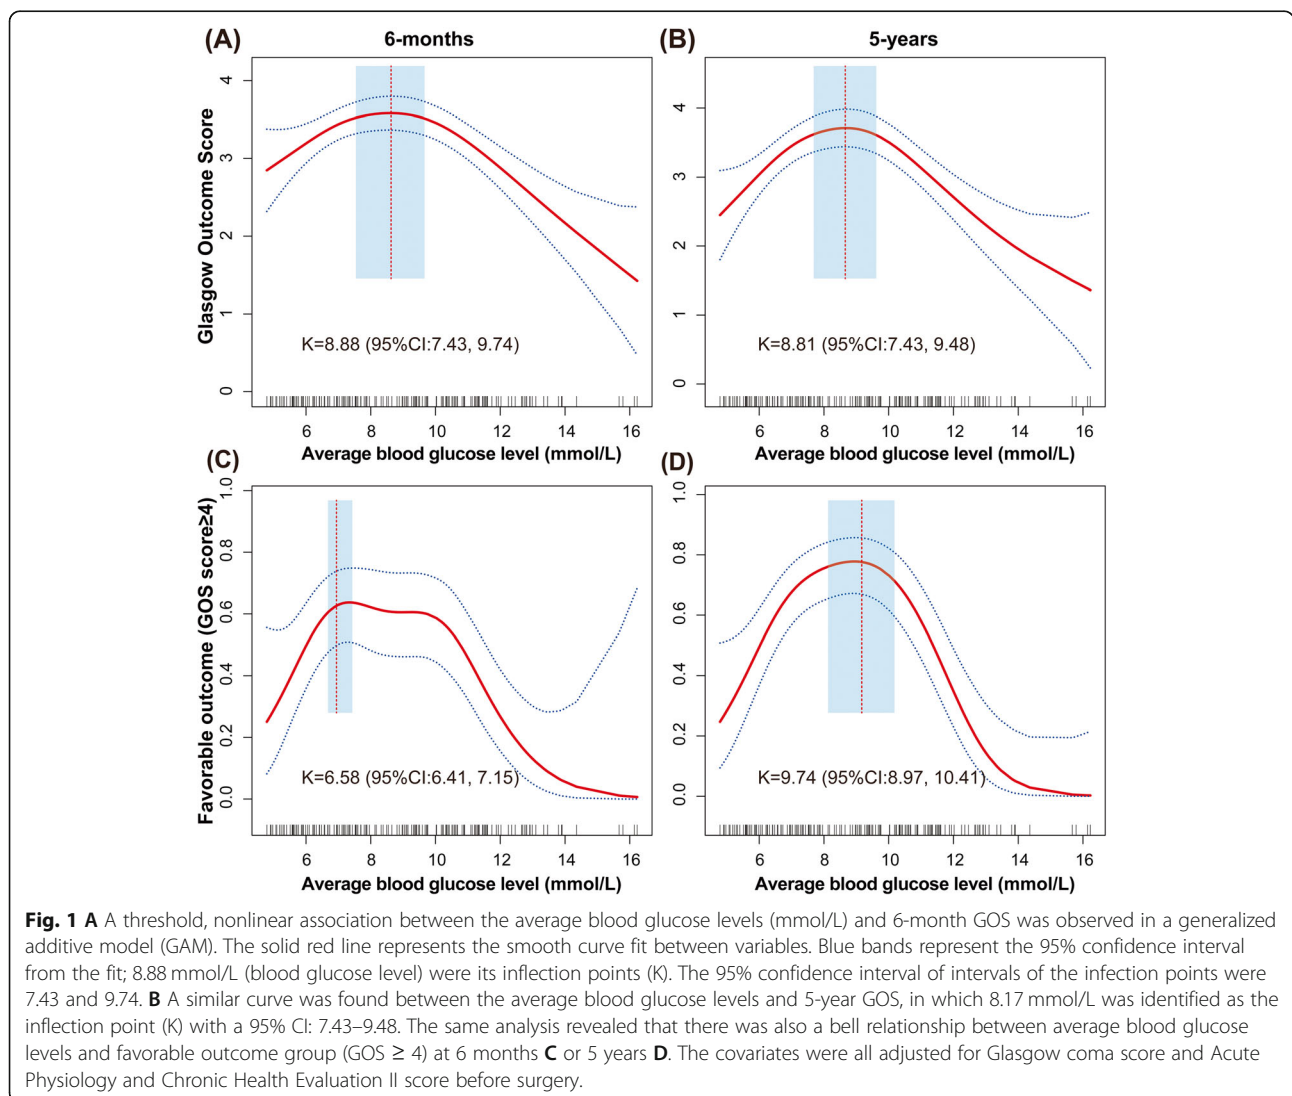 (A)
6-months
Glasgow Outcome Score
4
3
2
1
0
K=8.88 (95%CI:7.43, 9.74)
6 8 10 12 14 16
Average blood glucose level (mmol/L)
(B)
5-years
4
3
2
1
0
K=8.81 (95%CI:7.43, 9.48)
6 8 10 12 14 16
Average blood glucose level (mmol/L)
(C)
Favorable outcome (GOS score≥4)
1.0
0.8
0.6
0.4
0.2
0.0
K=6.58 (95%CI:6.41, 7.15)
6 8 10 12 14 16
Average blood glucose level (mmol/L)
(D)
1.0
0.8
0.6
0.4
0.2
0.0
K=9.74 (95%CI:8.97, 10.41)
6 8 10 12 14 16
Average blood glucose level (mmol/L)
Fig. 1 A A threshold, nonlinear association between the average blood glucose levels (mmol/L) and 6-month GOS was observed in a generalized
additive model (GAM). The solid red line represents the smooth curve fit between variables. Blue bands represent the 95% confidence interval
from the fit; 8.88 mmol/L (blood glucose level) were its inflection points (K). The 95% confidence interval of intervals of the infection points were
7.43 and 9.74. B A similar curve was found between the average blood glucose levels and 5-year GOS, in which 8.17 mmol/L was identified as the
inflection point (K) with a 95% CI: 7.43–9.48. The same analysis revealed that there was also a bell relationship between average blood glucose
levels and favorable outcome group (GOS ≥ 4) at 6 months C or 5 years D. The covariates were all adjusted for Glasgow coma score and Acute
Physiology and Chronic Health Evaluation II score before surgery.